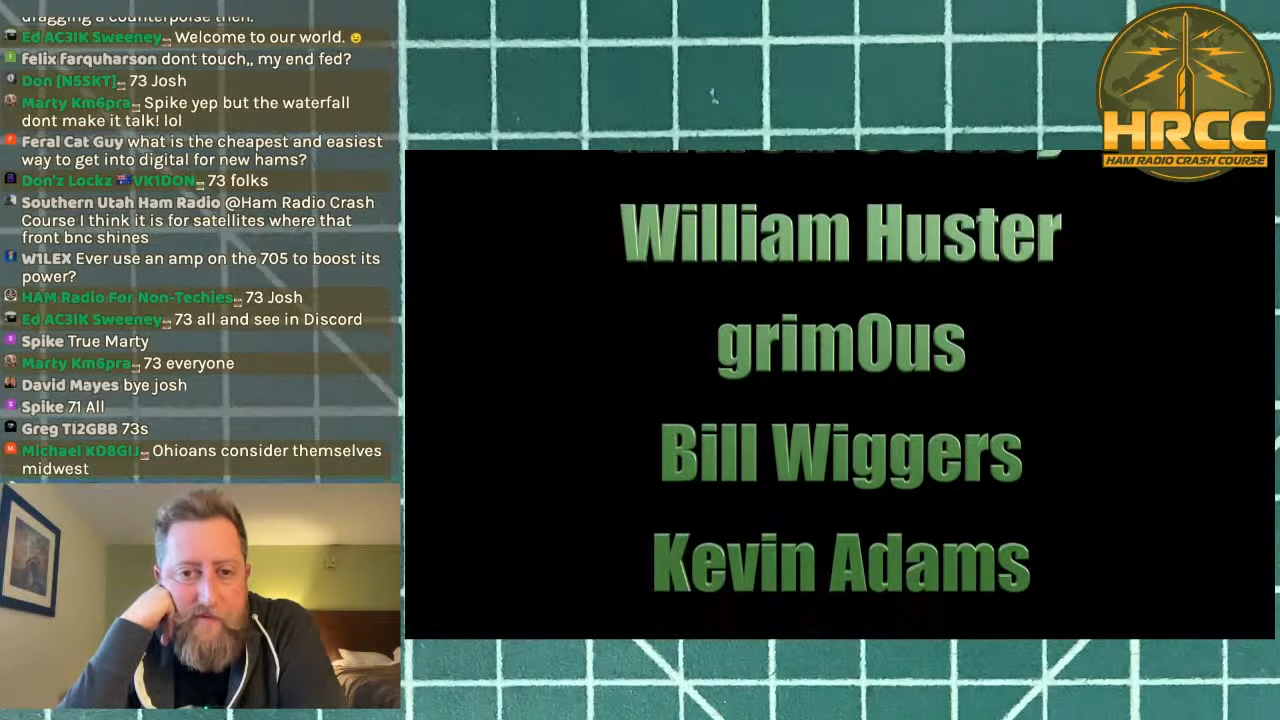 dragging a counterpoise then.
Ed AC3IK Sweeney Welcome to our world.
felix farquharson dont touch,, my end fed?
Don [N5SKT] 73 Josh
Marty Km6pra Spike yep but the waterfall
dont make it talk! lol
Feral Cat Guy what is the cheapest and easiest
way to get into digital for new hams?
Don'z Lockz VK1DON 73 folks
Southern Utah Ham Radio @Ham Radio Crash
Course I think it is for satellites where that
front bnc shines
W1LEX Ever use an amp on the 705 to boost its
power?
HAM Radio For Non-Techies 73 Josh
Ed AC3IK Sweeney 73 all and see in Discord
Spike True Marty
Marty Km6pra 73 everyone
David Mayes bye josh
Spike 71 All
Greg TI2GBB 73s
Michael KD8GIJ Ohioans consider themselves
midwest
HRCC
HAM RADIO CRASH COURSE
William Huster
grim0us
Bill Wiggers
Kevin Adams